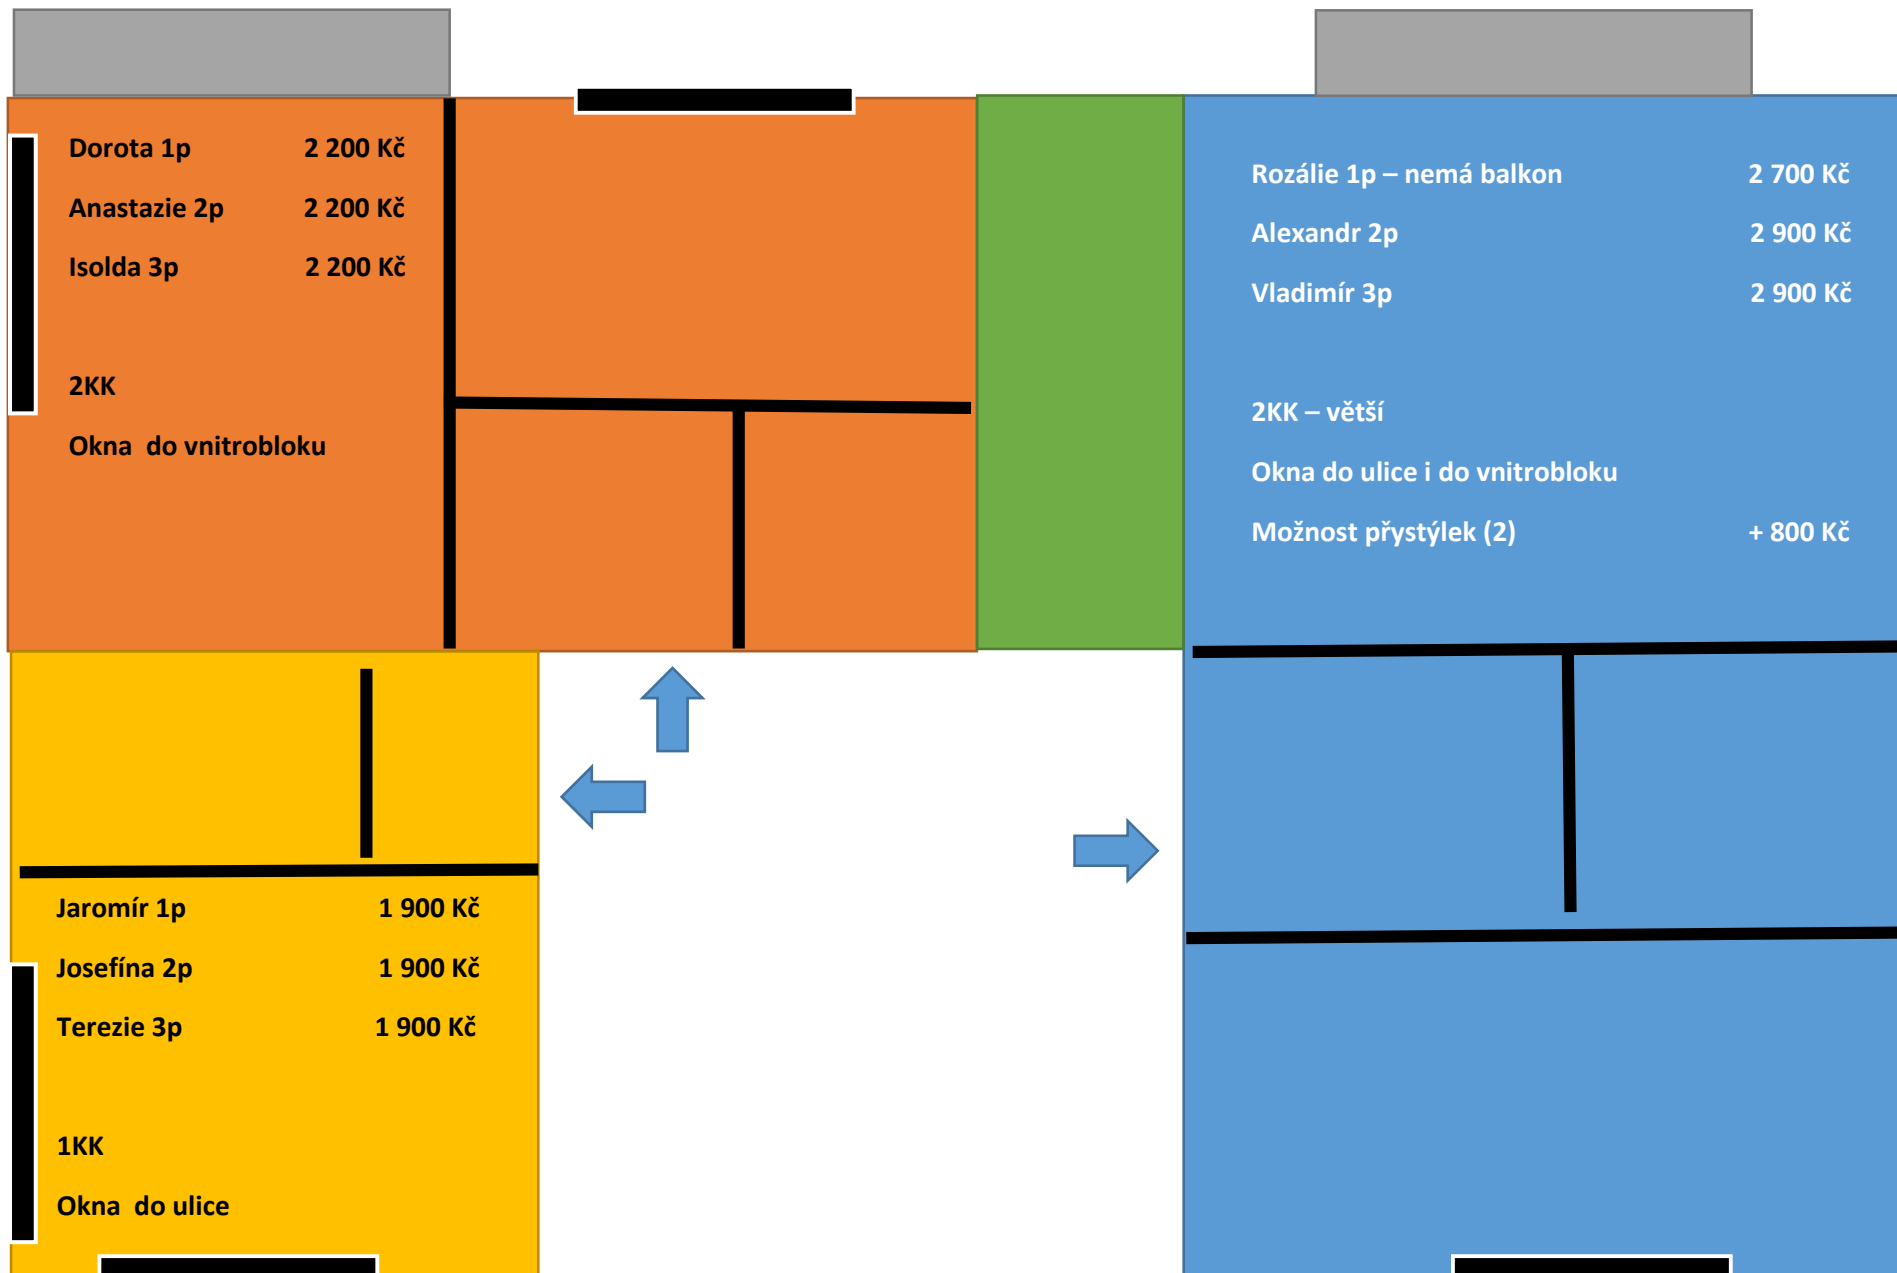 Dorota 1p 2 200 Kč
Anastazie 2p 2 200 Kč
Isolda 3p 2 200 Kč
2KK
Okna do vnitrobloku
Rozálie 1p – nemá balkon 2 700 Kč
Alexandr 2p 2 900 Kč
Vladimír 3p 2 900 Kč
2KK – větší
Okna do ulice i do vnitrobloku
Možnost přystýlek (2) + 800 Kč
Jaromír 1p 1 900 Kč
Josefína 2p 1 900 Kč
Terezie 3p 1 900 Kč
1KK
Okna do ulice